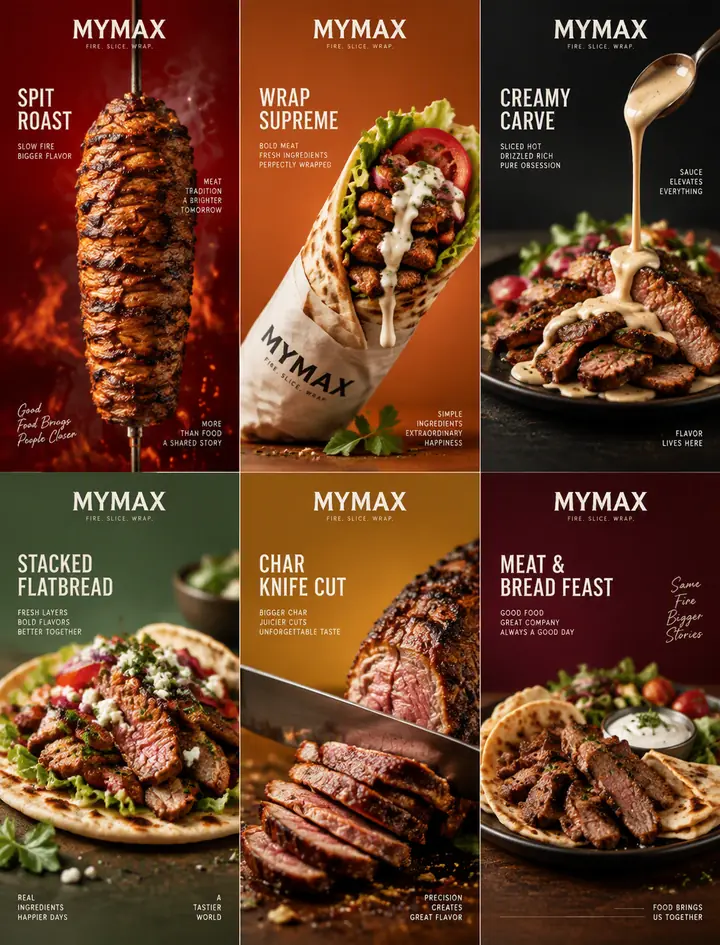 MYMAX
FIRE. SLICE. WRAP.
SPIT
ROAST
SLOW FIRE
BIGGER FLAVOR
MEAT
TRADITION
A BRIGHTER
TOMORROW
Good
Food Brings
People Closer
MORE
THAN FOOD
A SHARED STORY
MYMAX
FIRE. SLICE. WRAP.
WRAP
SUPREME
BOLD MEAT
FRESH INGREDIENTS
PERFECTLY WRAPPED
MYMAX
FIRE. SLICE. WRAP.
SIMPLE
INGREDIENTS
EXTRAORDINARY
HAPPINESS
MYMAX
FIRE. SLICE. WRAP.
CREAMY
CARVE
SLICED HOT
DRIZZLED RICH
PURE OBSESSION
SAUCE
ELEVATES
EVERYTHING
FLAVOR
LIVES HERE
MYMAX
FIRE. SLICE. WRAP.
STACKED
FLATBREAD
FRESH LAYERS
BOLD FLAVORS
BETTER TOGETHER
REAL
INGREDIENTS
HAPPIER DAYS
A
TASTIER
WORLD
MYMAX
FIRE. SLICE. WRAP.
CHAR
KNIFE CUT
BIGGER CHAR
JUICIER CUTS
UNFORGETTABLE TASTE
PRECISION
CREATES
GREAT FLAVOR
MYMAX
FIRE. SLICE. WRAP.
MEAT &
BREAD FEAST
GOOD FOOD
GREAT COMPANY
ALWAYS A GOOD DAY
Same
Fire
Bigger
Stories
FOOD BRINGS
US TOGETHER